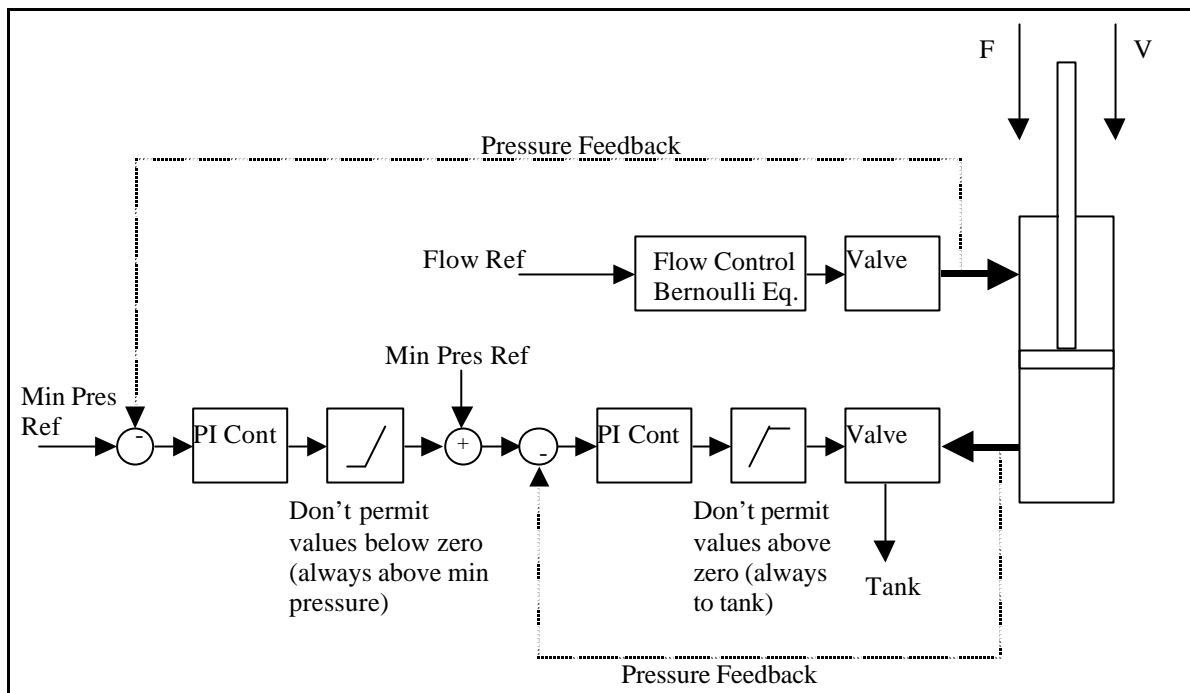 F
V
Pressure Feedback
Flow Ref
Flow Control
Bernoulli Eq.
Valve
Min Pres Ref
Min Pres
Ref
-
PI Cont
+
-
PI Cont
Valve
Don't permit
values below zero
(always above min
pressure)
Don't permit
values above
zero (always
to tank)
Tank
Pressure Feedback